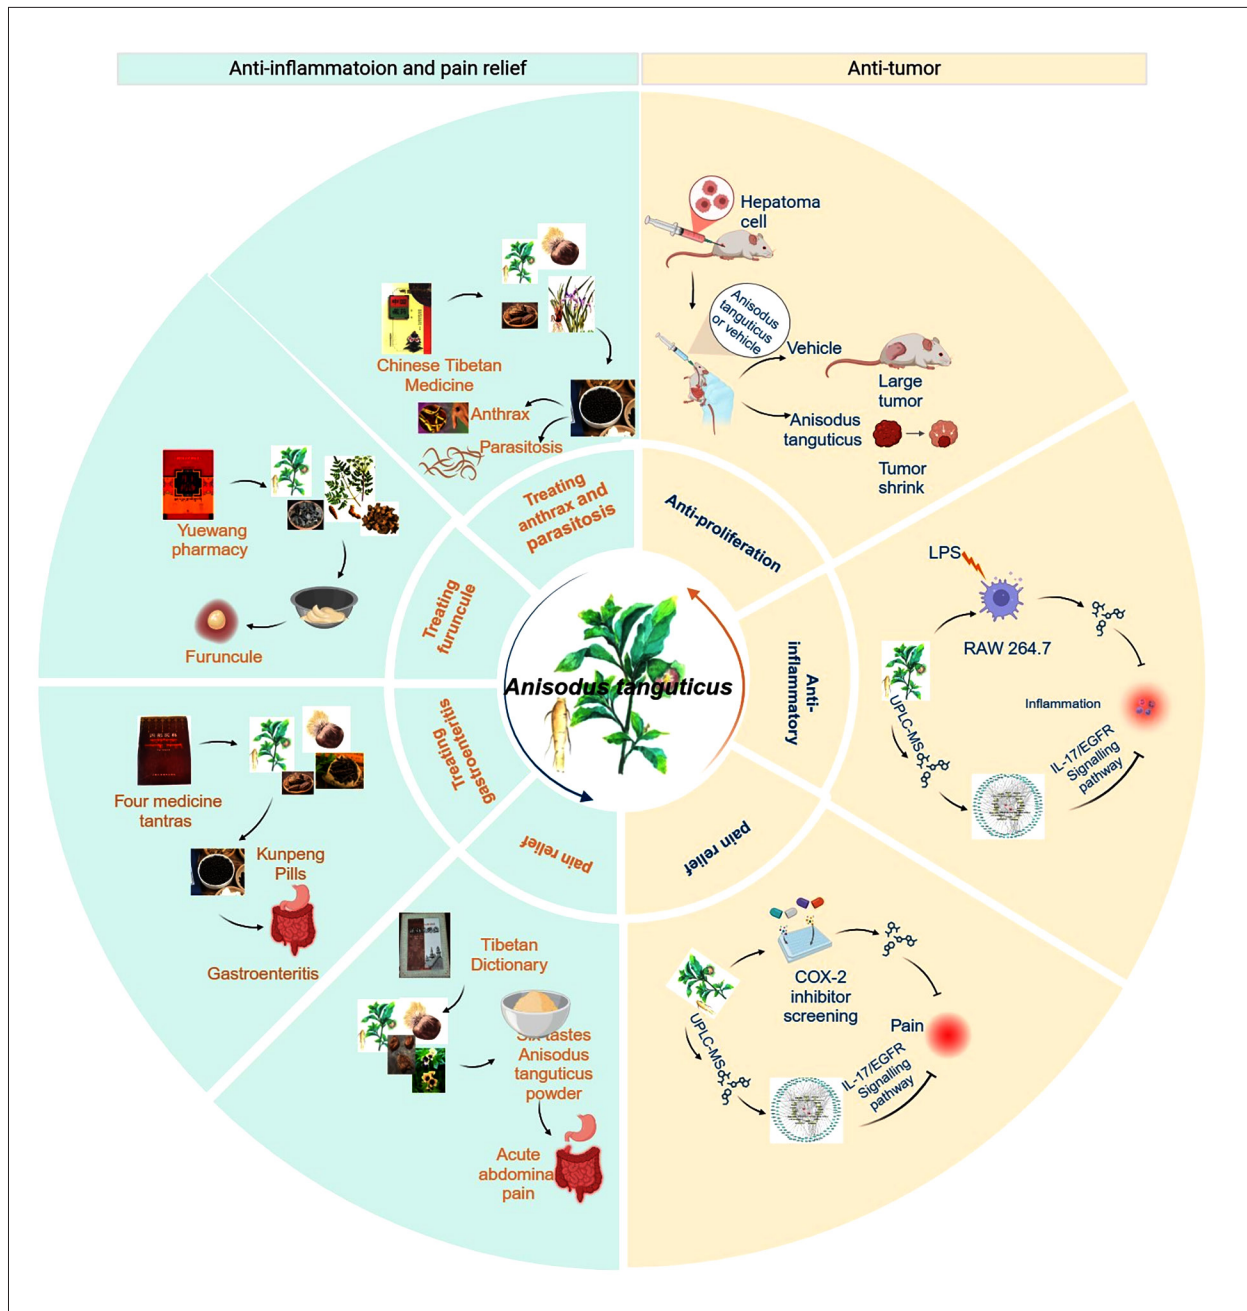 Anti-inflammatoion and pain relief
Anti-tumor
Hepatoma
cell
Anisodus
tanguticus
or vehicle
Vehicle
Large
tumor
Anisodus
tanguticus
Tumor
shrink
Chinese Tibetan
Medicine
Anthrax
Parasitosis
Treating
anthrax and
parasitosis
Anti-proliferation
Yuewang
pharmacy
Furuncule
Treating
furuncule
LPS
RAW 264.7
Inflammation
UPLC-MS
IL-17/EGFR
Signalling
pathway
Anti-
inflammatory
Anisodus tanguticus
Four medicine
tantras
Kunpeng
Pills
Gastroenteritis
Treating
gastroenteritis
pain relief
pain relief
Tibetan
Dictionary
Six tastes
Anisodus
tanguticus
powder
Acute
abdominal
pain
COX-2
inhibitor
screening
Pain
UPLC-MS
IL-17/EGFR
Signalling
pathway